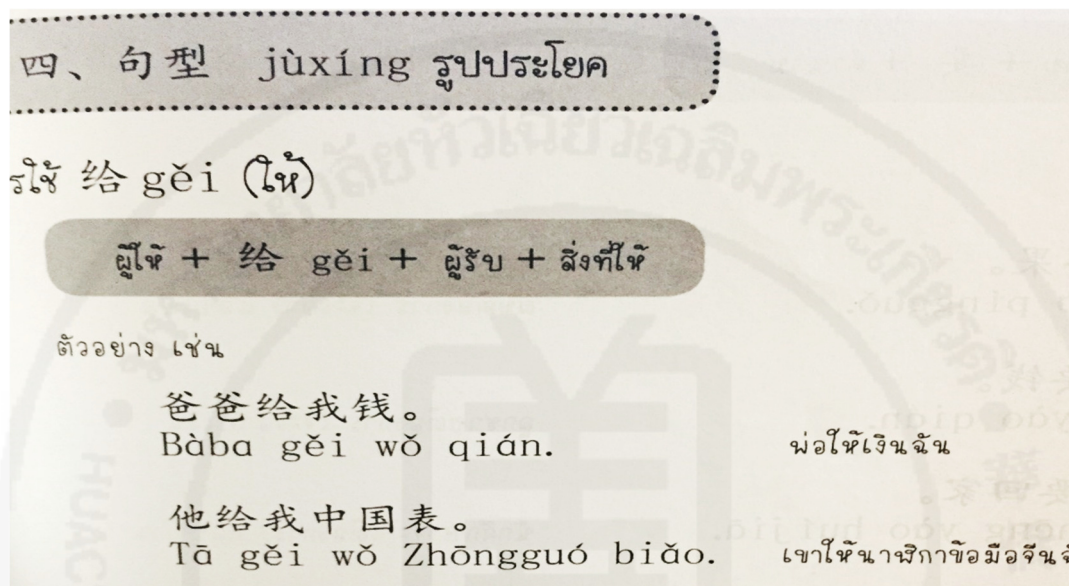 四、句型 jùxíng รูปประโยค
รใช้ 给 gěi (ให้)
ผู้ให้ + 给 gěi + ผู้รับ + สิ่งที่ให้
ตัวอย่าง เช่น
爸爸给我钱。
Bàba gěi wǒ qián. พ่อให้เงินฉัน
他给我中国表。
Tā gěi wǒ Zhōngguó biǎo. เขาให้นาฬิกาข้อมือจีน
HUAC